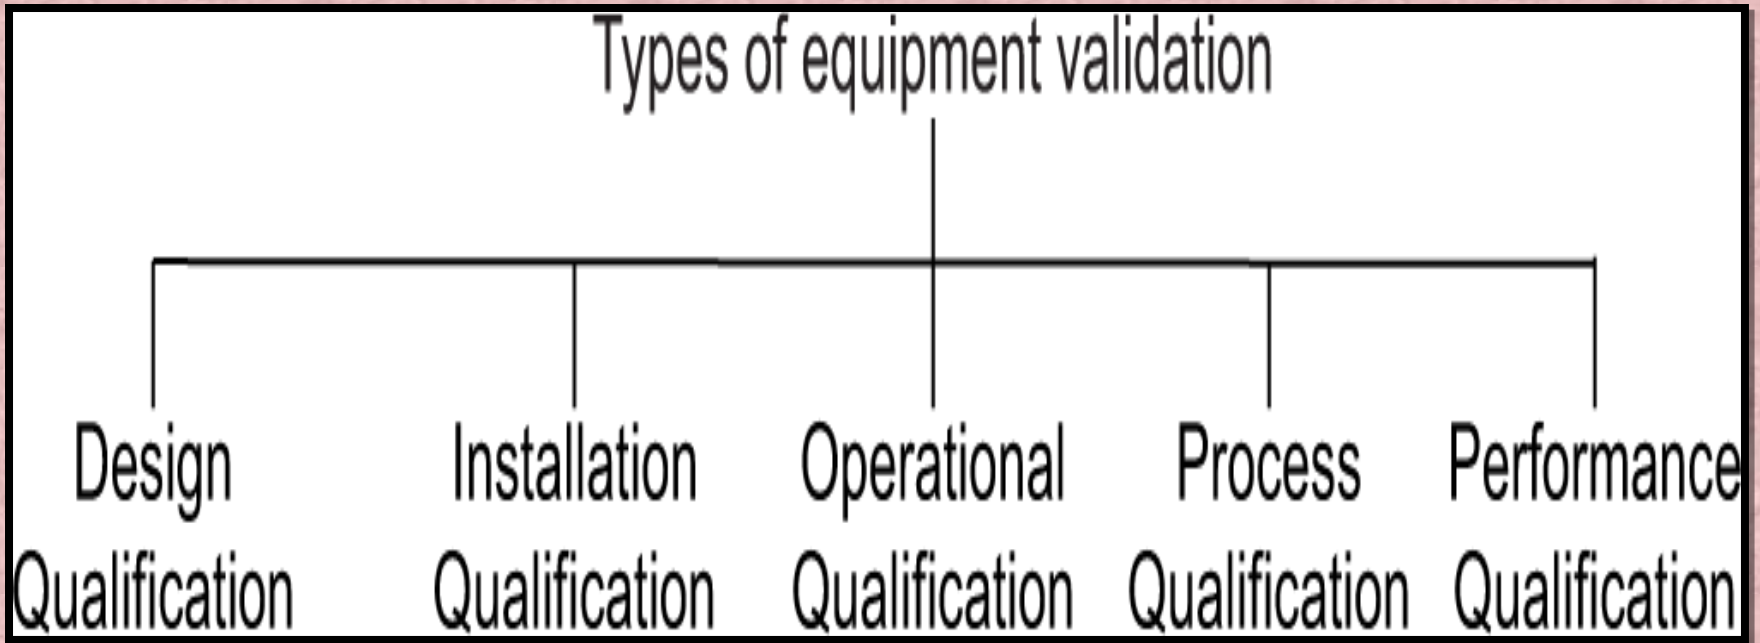 Types of equipment validation
Design
Qualification
Installation
Qualification
Operational
Qualification
Process
Qualification
Performance
Qualification